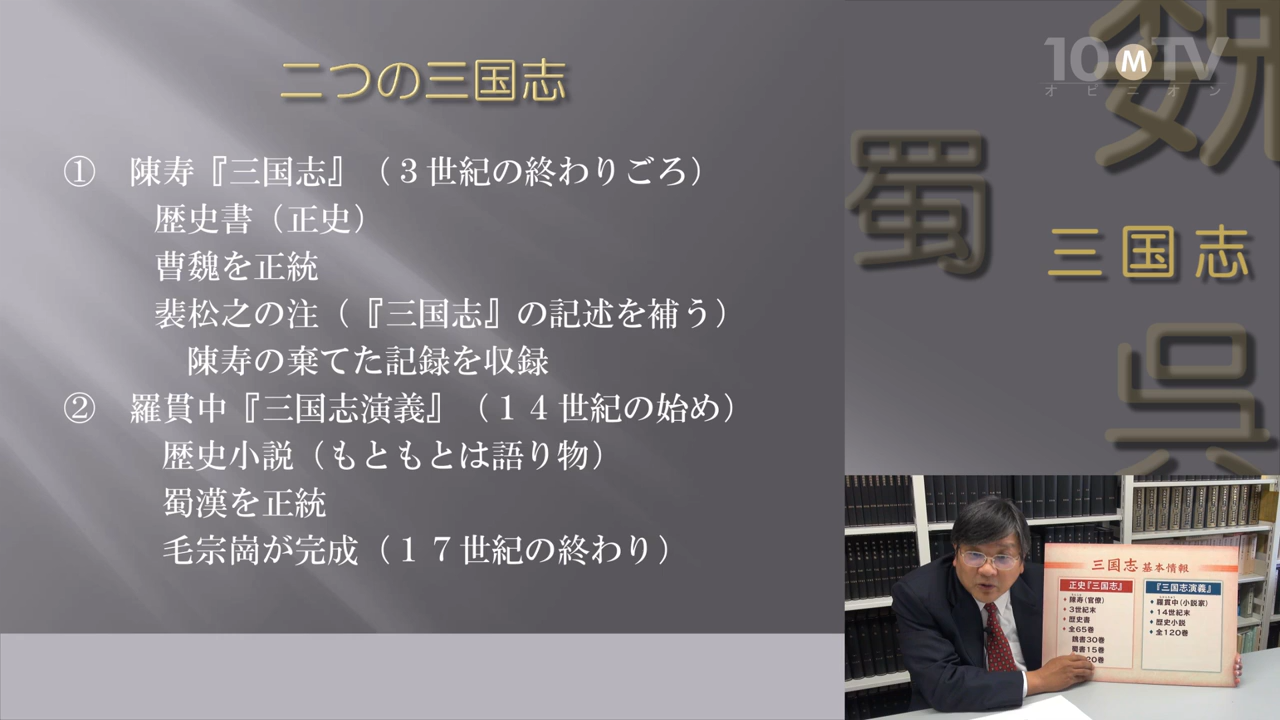 二つの三国志
① 陳寿『三国志』（３世紀の終わりごろ）
歴史書（正史）
曹魏を正統
裴松之の注（『三国志』の記述を補う）
陳寿の棄てた記録を収録
② 羅貫中『三国志演義』（１４世紀の始め）
歴史小説（もともとは語り物）
蜀漢を正統
毛宗崗が完成（１７世紀の終わり）
10MTV
オピニオン
魏
蜀
三国志
呉
三国志 基本情報
正史『三国志』
陳寿(官僚)
3世紀末
歴史書
全65巻
魏書30巻
蜀書15巻
20巻
『三国志演義』
羅貫中(小説家)
14世紀末
歴史小説
全120巻